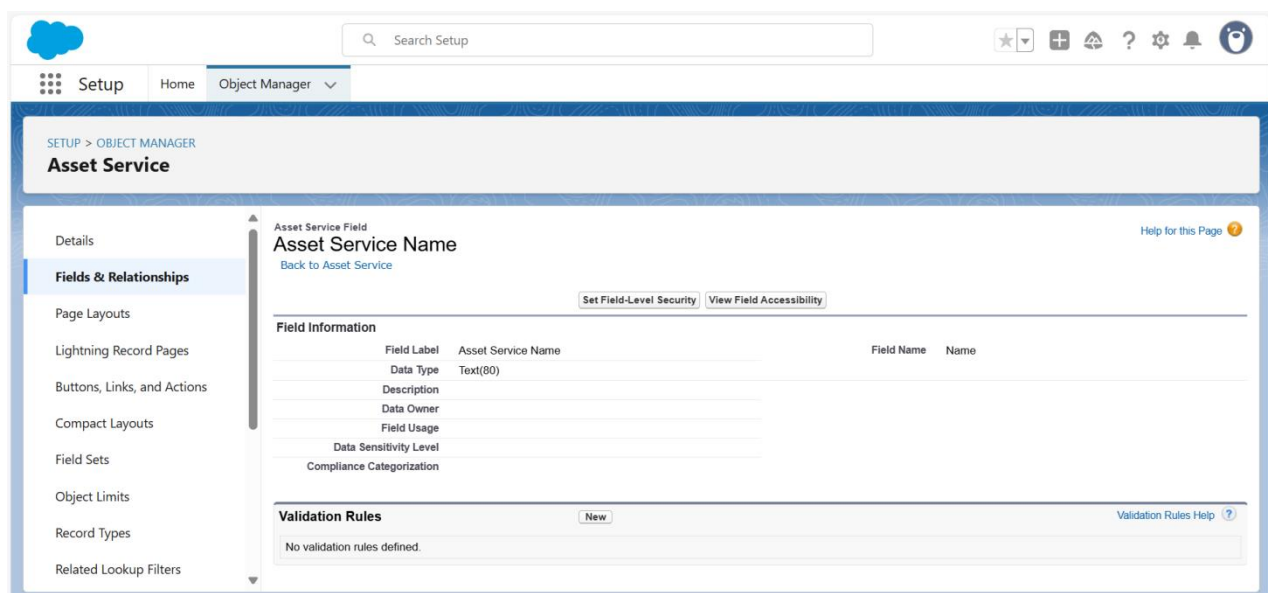 Search Setup
Setup Home Object Manager
SETUP > OBJECT MANAGER
Asset Service
Details
Fields & Relationships
Page Layouts
Lightning Record Pages
Buttons, Links, and Actions
Compact Layouts
Field Sets
Object Limits
Record Types
Related Lookup Filters
Asset Service Field
Asset Service Name
Back to Asset Service
Help for this Page ?
Set Field-Level Security View Field Accessibility
Field Information
Field Label Asset Service Name Field Name Name
Data Type Text(80)
Description
Data Owner
Field Usage
Data Sensitivity Level
Compliance Categorization
Validation Rules New Validation Rules Help ?
No validation rules defined.